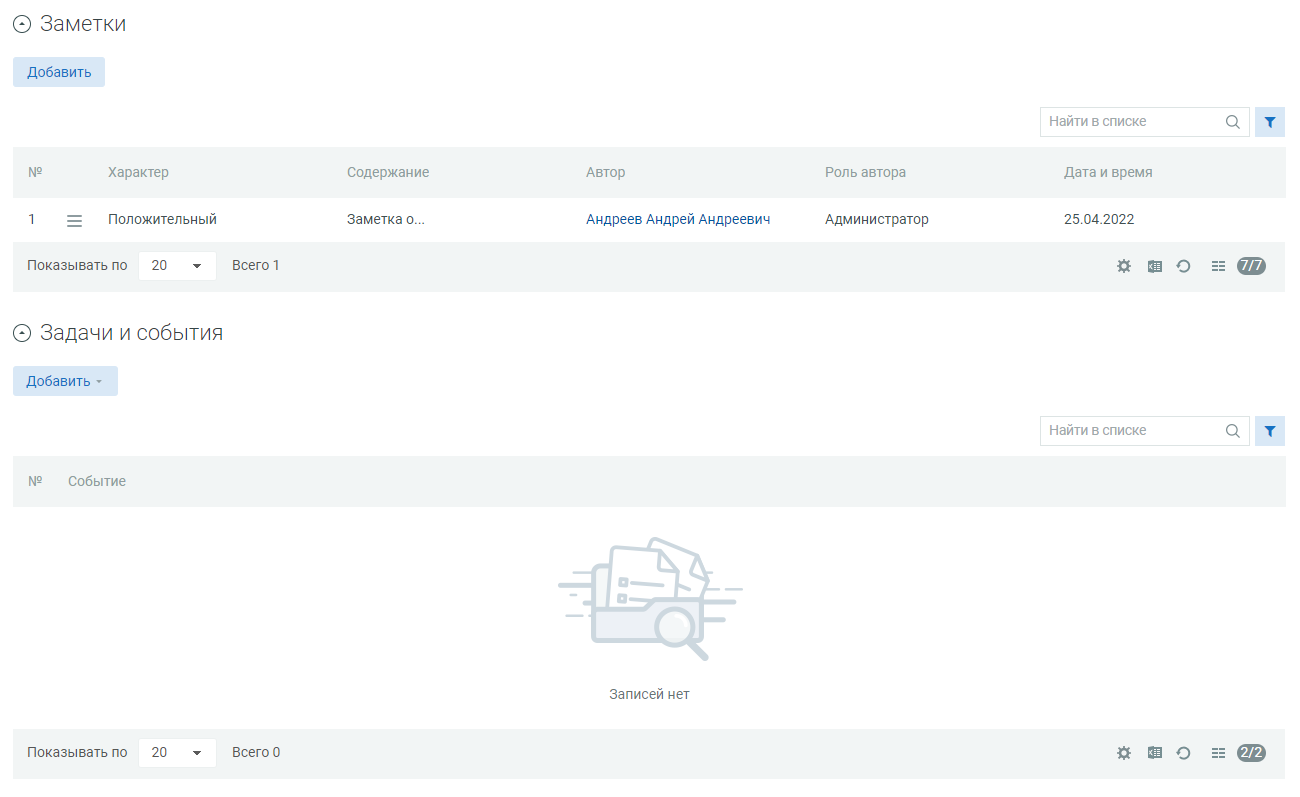 Заметки
Добавить
Найти в списке
№ Характер Содержание Автор Роль автора Дата и время
1 Положительный Заметка о... Андреев Андрей Андреевич Администратор 25.04.2022
Показывать по 20 Всего 1 7/7
Задачи и события
Добавить
Найти в списке
№ Событие
Записей нет
Показывать по 20 Всего 0 2/2